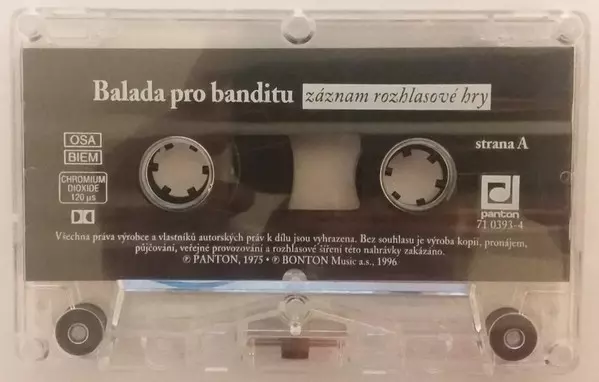 Balada pro banditu záznam rozhlasové hry
strana A
OSA
BIEM
CHROMIUM
DIOXIDE
120 µs
panton
71 0393-4
Všechna práva výrobce a vlastníků autorských práv k dílu jsou vyhrazena. Bez souhlasu je výroba kopií, pronájem,
půjčování, veřejné provozování a rozhlasové šíření této nahrávky zakázáno.
℗ PANTON, 1975 • ℗ BONTON Music a.s., 1996